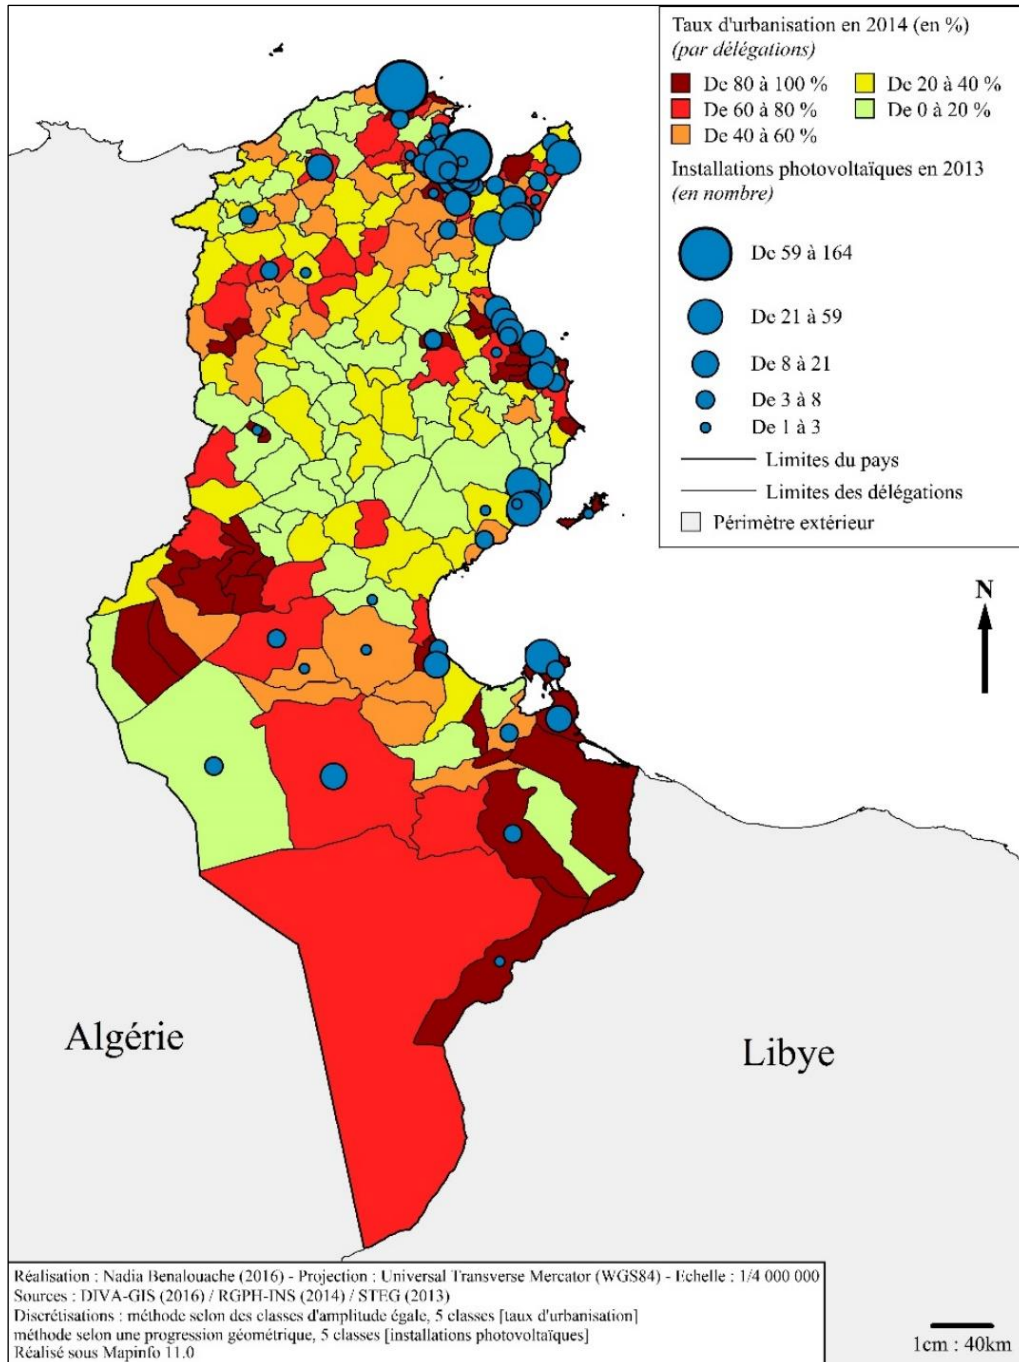 Taux d'urbanisation en 2014 (en %)
(par délégations)
De 80 à 100 %
De 20 à 40 %
De 60 à 80 %
De 0 à 20 %
De 40 à 60 %
Installations photovoltaïques en 2013
(en nombre)
De 59 à 164
De 21 à 59
De 8 à 21
De 3 à 8
De 1 à 3
Limites du pays
Limites des délégations
Périmètre extérieur
N
Algérie
Libye
Réalisation : Nadia Benalouache (2016) - Projection : Universal Transverse Mercator (WGS84) - Echelle : 1/4 000 000
Sources : DIVA-GIS (2016) / RGPH-INS (2014) / STEG (2013)
Discrétisations : méthode selon des classes d'amplitude égale, 5 classes [taux d'urbanisation]
méthode selon une progression géométrique, 5 classes [installations photovoltaïques]
Réalisé sous Mapinfo 11.0
1cm : 40km